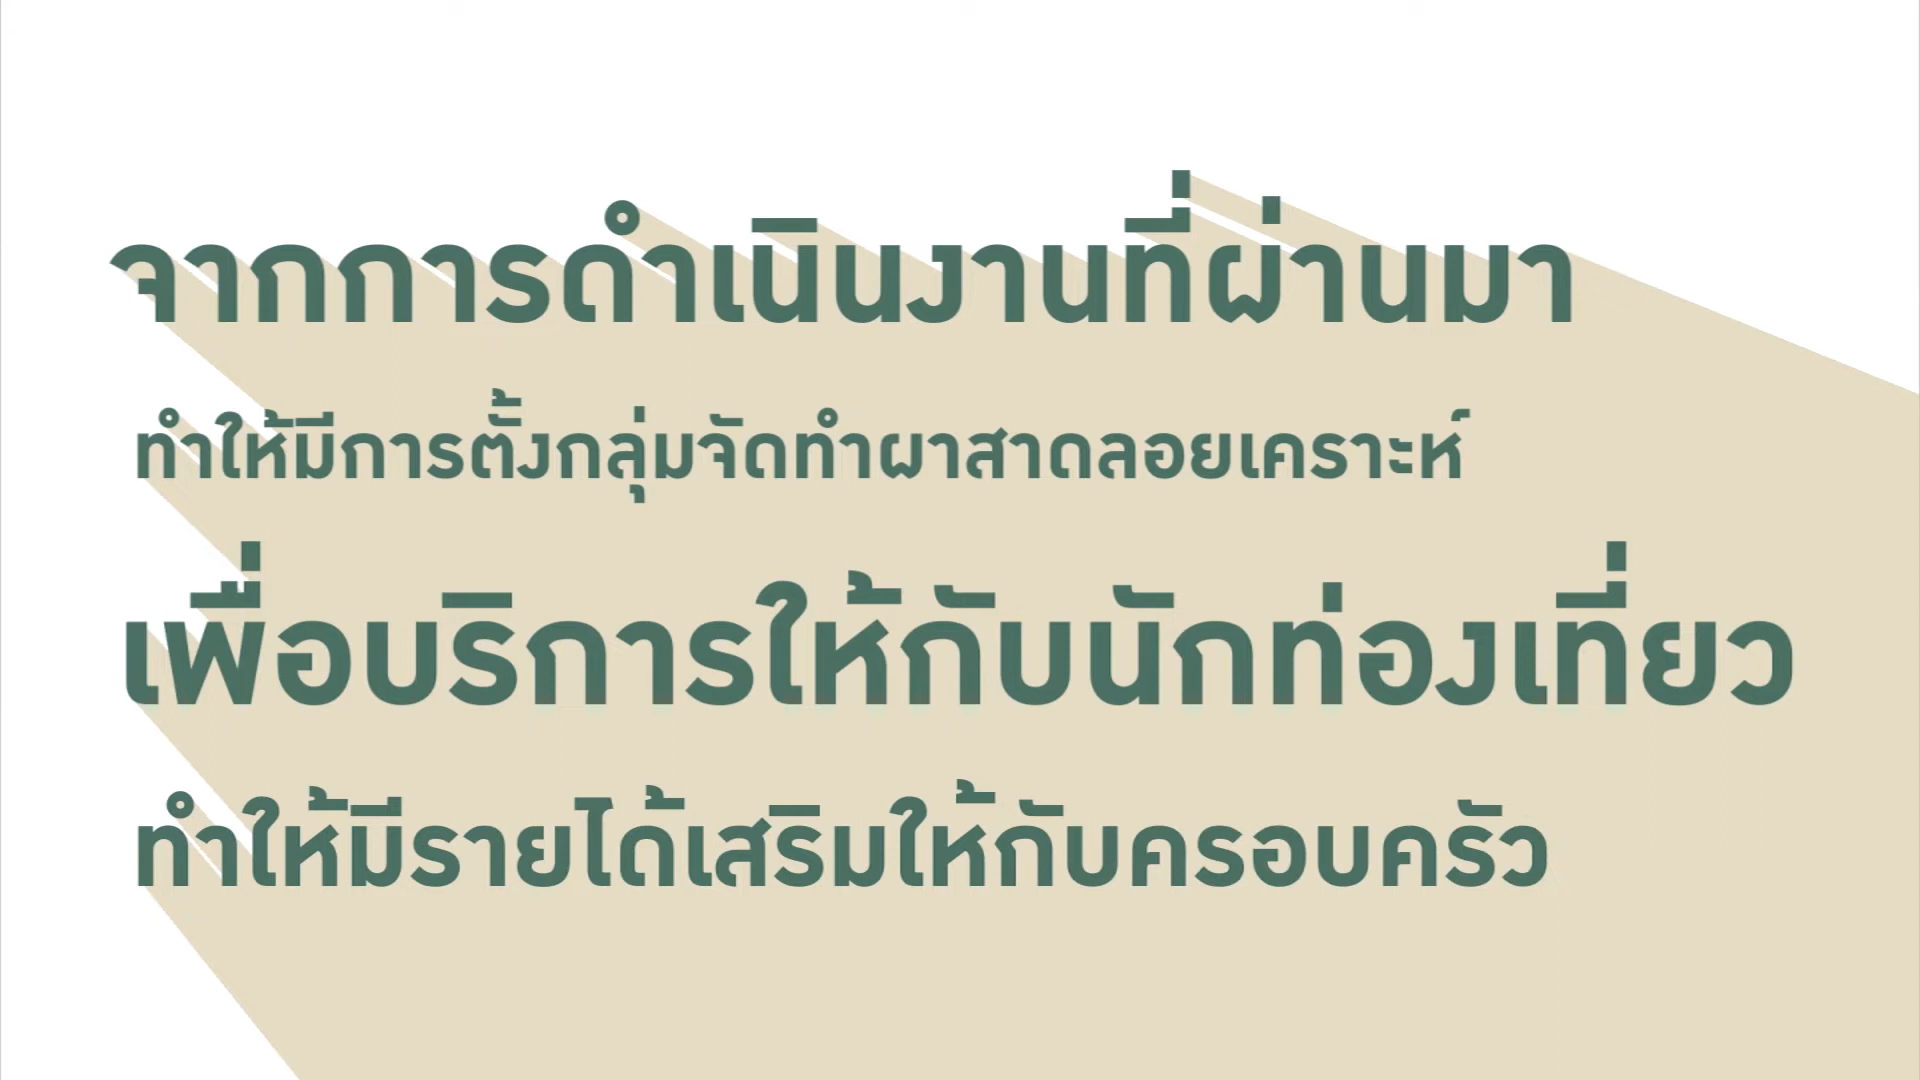 จากการดำเนินงานที่ผ่านมา
ทำให้มีการตั้งกลุ่มจัดทำผาสาดลอยเคราะห์
เพื่อบริการให้กับนักท่องเที่ยว
ทำให้มีรายได้เสริมให้กับครอบครัว